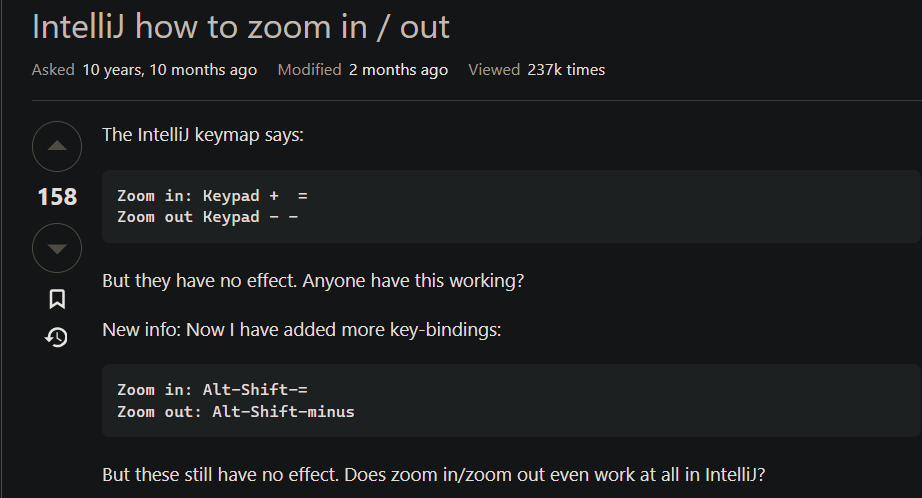 IntelliJ how to zoom in / out
Asked 10 years, 10 months ago Modified 2 months ago Viewed 237k times
The IntelliJ keymap says:
158
Zoom in: Keypad +  =
Zoom out Keypad - -
But they have no effect. Anyone have this working?
New info: Now I have added more key-bindings:
Zoom in: Alt-Shift-=
Zoom out: Alt-Shift-minus
But these still have no effect. Does zoom in/zoom out even work at all in IntelliJ?